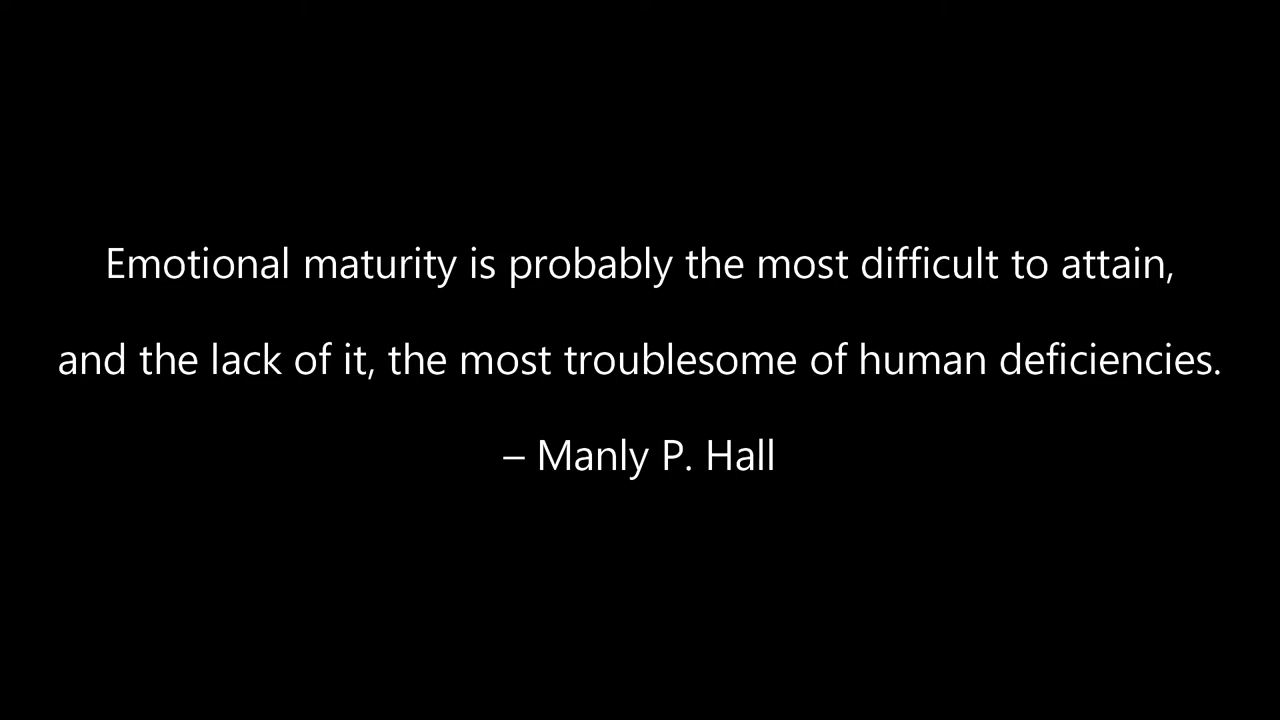 Emotional maturity is probably the most difficult to attain,
and the lack of it, the most troublesome of human deficiencies.
– Manly P. Hall